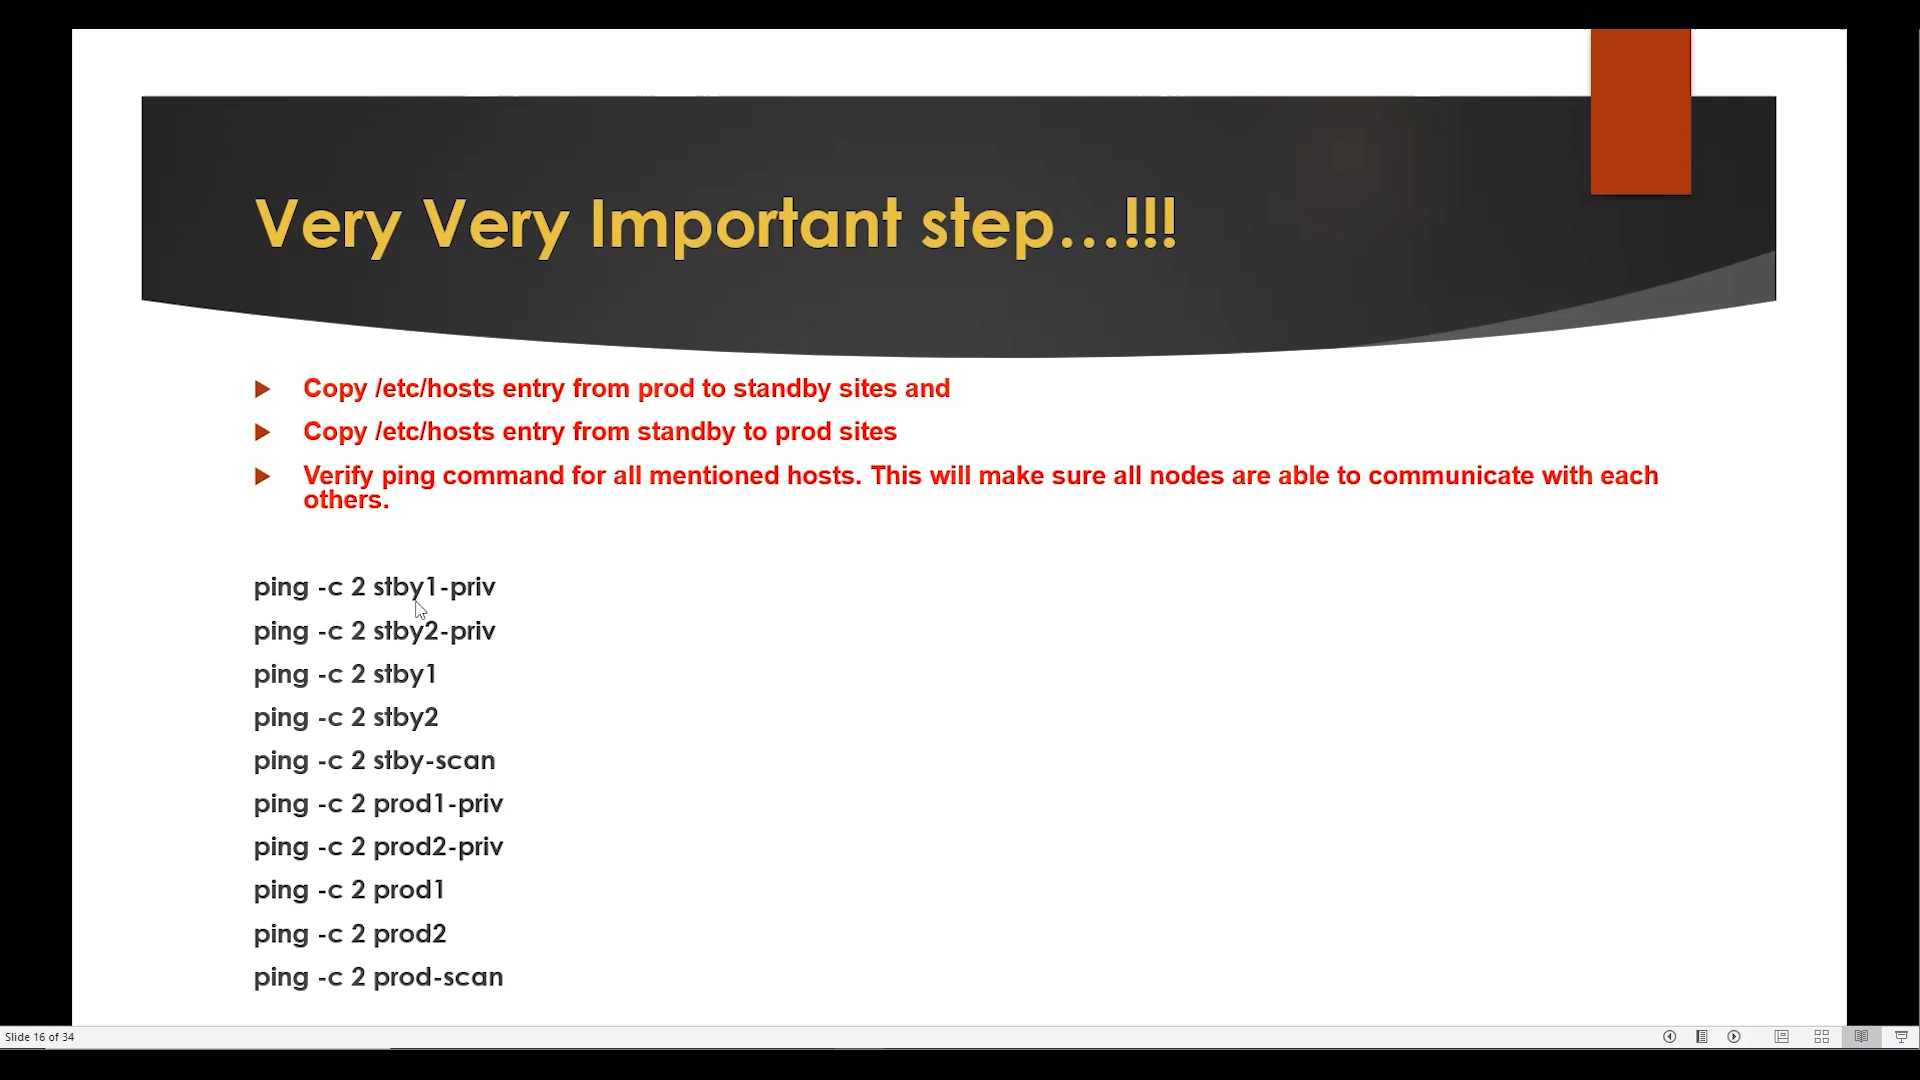 Very Very Important step...!!!
Copy /etc/hosts entry from prod to standby sites and
Copy /etc/hosts entry from standby to prod sites
Verify ping command for all mentioned hosts. This will make sure all nodes are able to communicate with each
others.
ping -c 2 stby1-priv
ping -c 2 stby2-priv
ping -c 2 stby1
ping -c 2 stby2
ping -c 2 stby-scan
ping -c 2 prod1-priv
ping -c 2 prod2-priv
ping -c 2 prod1
ping -c 2 prod2
ping -c 2 prod-scan
Slide 16 of 34